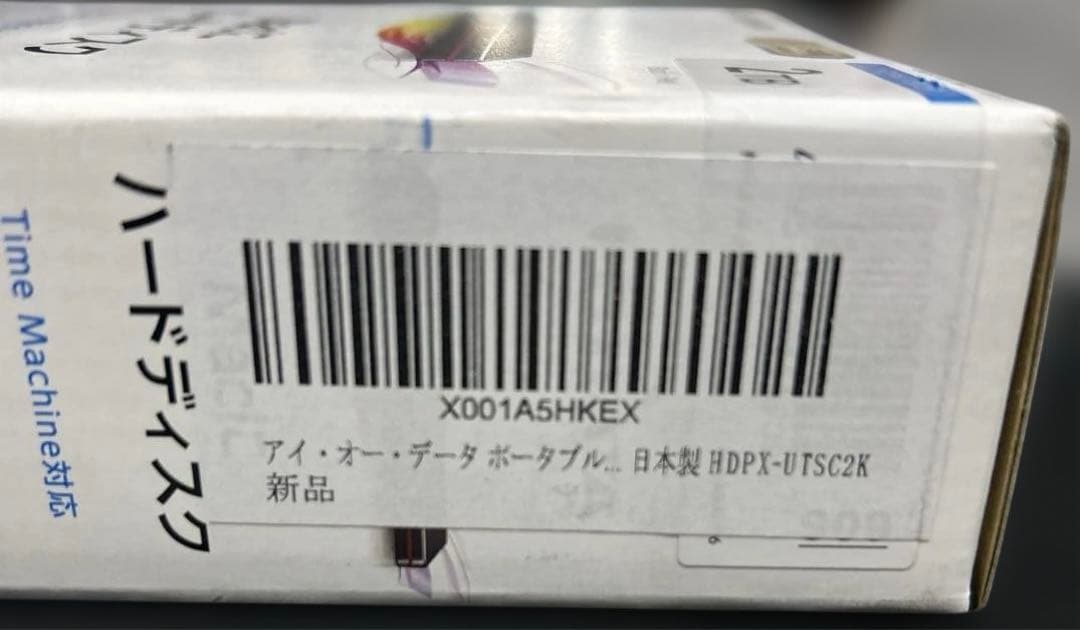 2TB
ハードディスク
Time Machine対応
X001A5HKEX
アイ・オー・データ ポータブル... 日本製 HDPX-UTSC2K
新品